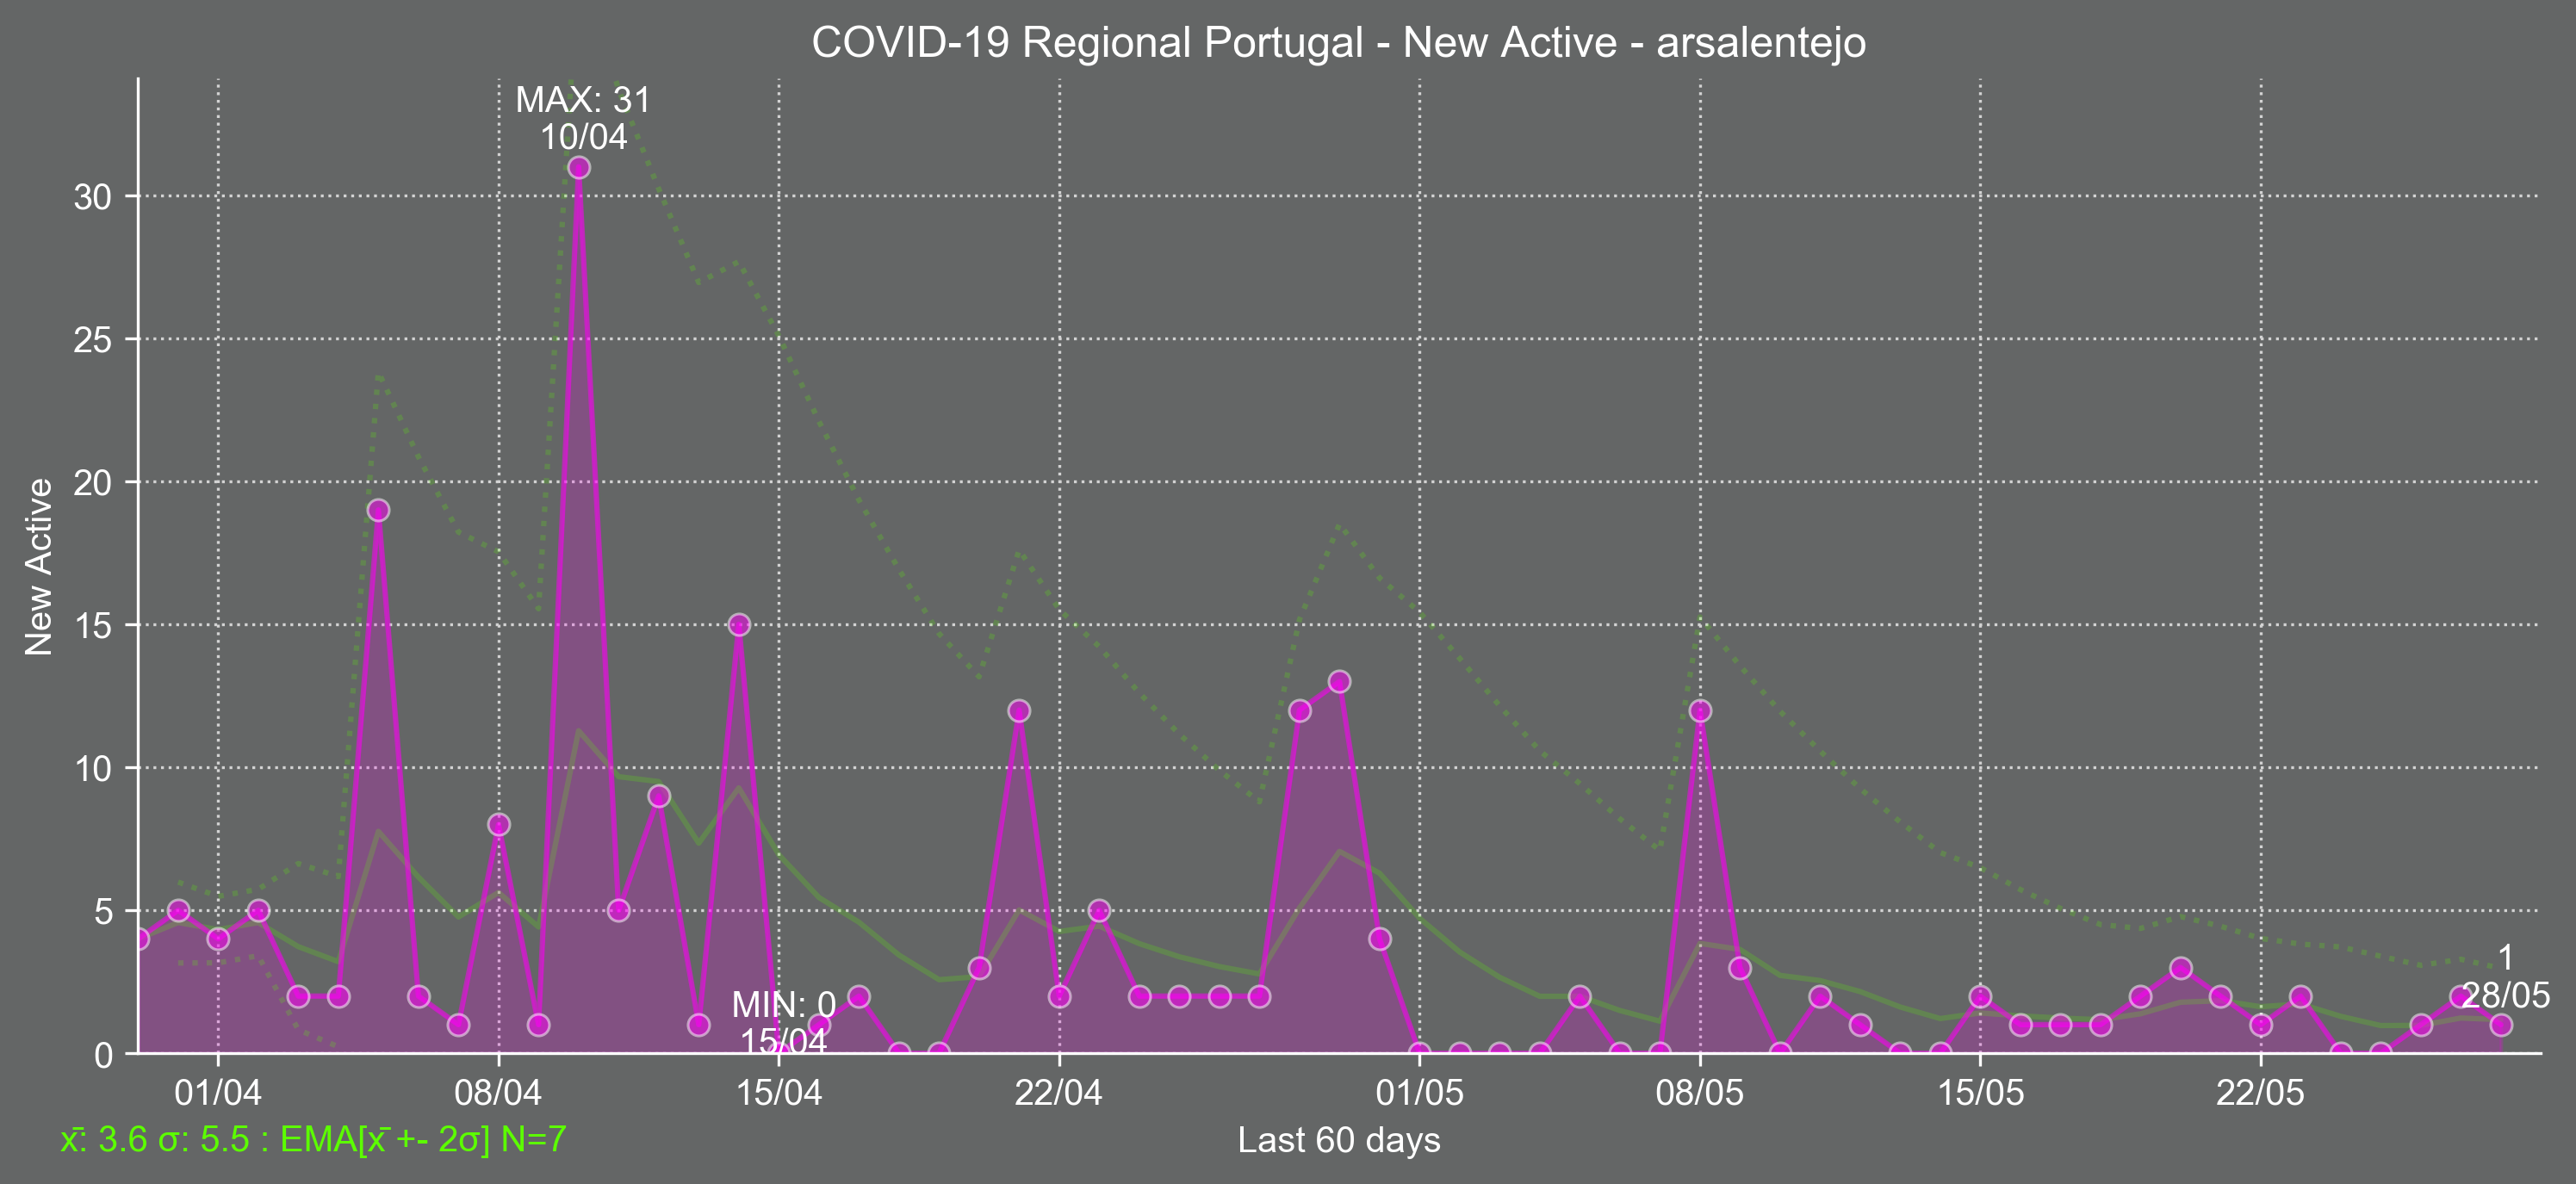 COVID-19 Regional Portugal - New Active - arsalentejo
MAX: 31
10/04
30
25
20
15
10
5
0
New Active
MIN: 0
15/04
1
28/05
01/04 08/04 15/04 22/04 01/05 08/05 15/05 22/05
x̄: 3.6 σ: 5.5 : EMA[x̄ +- 2σ] N=7
Last 60 days